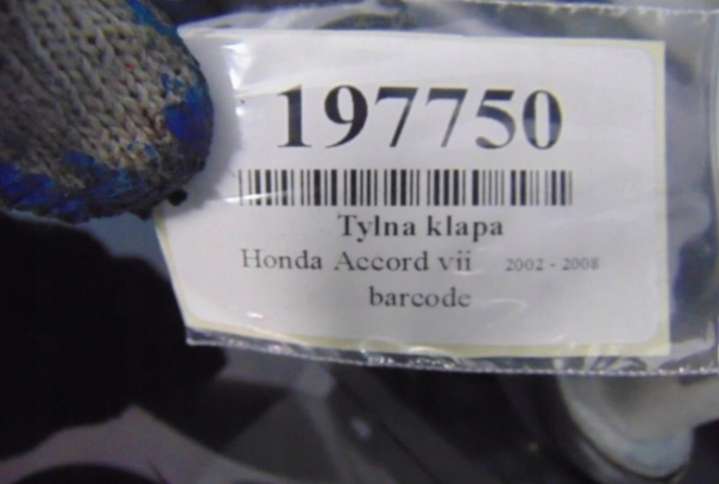 197750
Tylna klapa
Honda Accord vii 2002 - 2008
barcode